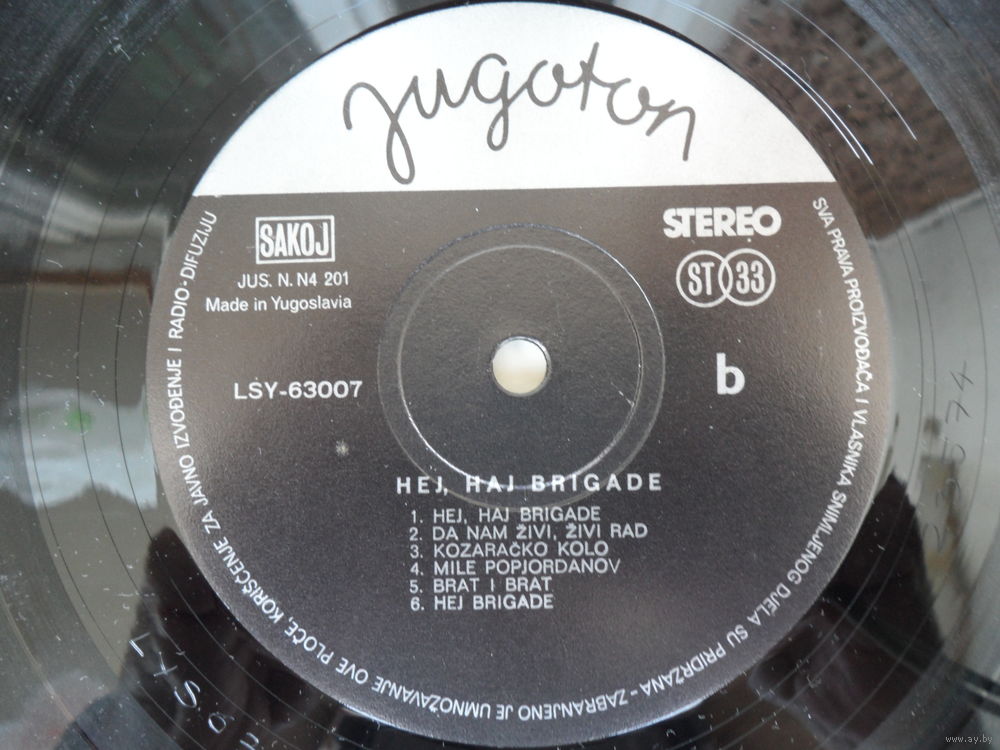 jugoton
SAKOJ
JUS. N. N4 201
Made in Yugoslavia
STEREO
ST 33
LSY-63007
b
HEJ, HAJ BRIGADE
1. HEJ, HAJ BRIGADE
2. DA NAM ŽIVI, ŽIVI RAD
3. KOZARAČKO KOLO
4. MILE POPJORDANOV
5. BRAT I BRAT
6. HEJ BRIGADE
SVA PRAVA PROIZVOĐAČA I VLASNIKA SNIMLJENOG DJELA SU PRIDRŽANA - ZABRANJENO JE UMNOŽAVANJE OVE PLOČE, KORIŠĆENJE ZA JAVNO IZVOĐENJE I RADIO-DIFUZIJU
www.ay.by